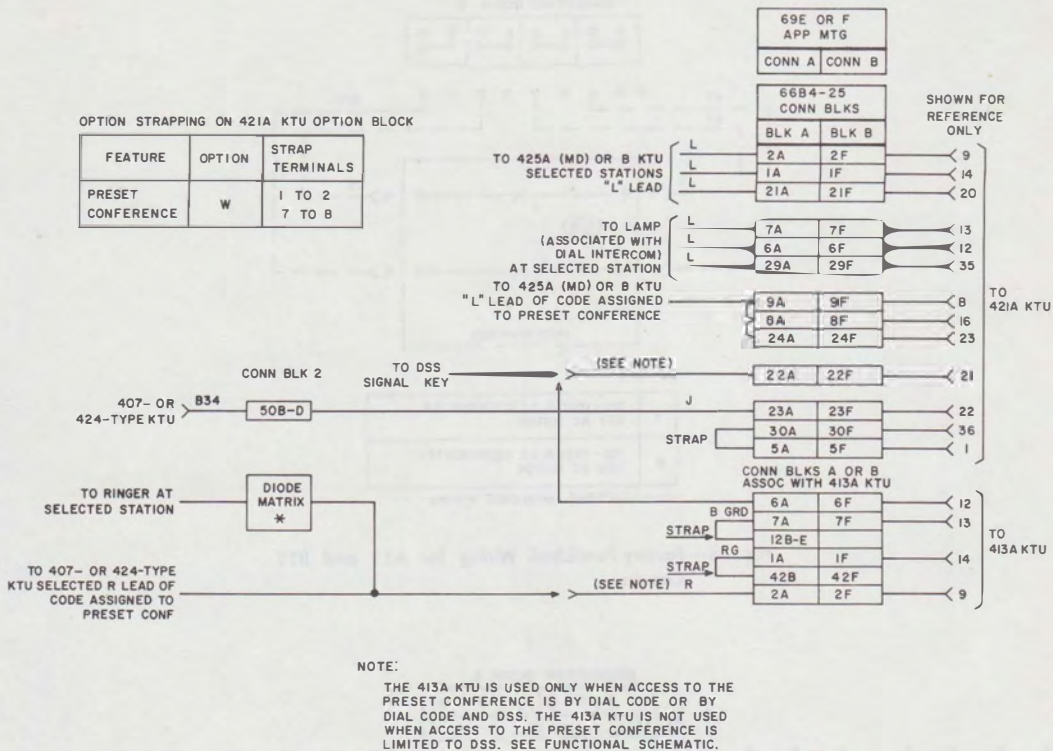 69E OR F
APP MTG
CONN A CONN B
66B4-25
CONN BLKS
BLK A BLK B
SHOWN FOR
REFERENCE
ONLY
OPTION STRAPPING ON 421A KTU OPTION BLOCK
FEATURE OPTION STRAP
TERMINALS
PRESET
CONFERENCE W 1 TO 2
7 TO 8
TO 425A (MD) OR B KTU
SELECTED STATIONS
"L" LEAD
L 2A 2F 9
L 1A 1F 14
L 21A 21F 20
TO LAMP
(ASSOCIATED WITH
DIAL INTERCOM)
AT SELECTED STATION
L 7A 7F 13
L 6A 6F 12
L 29A 29F 35
TO 425A (MD) OR B KTU
"L" LEAD OF CODE ASSIGNED
TO PRESET CONFERENCE
9A 9F 8
8A 8F 16
24A 24F 23
TO
421A KTU
TO DSS
SIGNAL KEY
(SEE NOTE)
22A 22F 21
CONN BLK 2
407- OR
424-TYPE KTU
B34 50B-D J 23A 23F 22
STRAP 30A 30F 36
5A 5F 1
CONN BLKS A OR B
ASSOC WITH 413A KTU
TO RINGER AT
SELECTED STATION
DIODE
MATRIX
*
6A 6F 12
B GRD 7A 7F 13
STRAP 12B-E
RG 1A 1F 14
STRAP 42B 42F
(SEE NOTE) R 2A 2F 9
TO
413A KTU
TO 407- OR 424-TYPE
KTU SELECTED R LEAD OF
CODE ASSIGNED TO
PRESET CONF
NOTE:
THE 413A KTU IS USED ONLY WHEN ACCESS TO THE
PRESET CONFERENCE IS BY DIAL CODE OR BY
DIAL CODE AND DSS. THE 413A KTU IS NOT USED
WHEN ACCESS TO THE PRESET CONFERENCE IS
LIMITED TO DSS. SEE FUNCTIONAL SCHEMATIC.